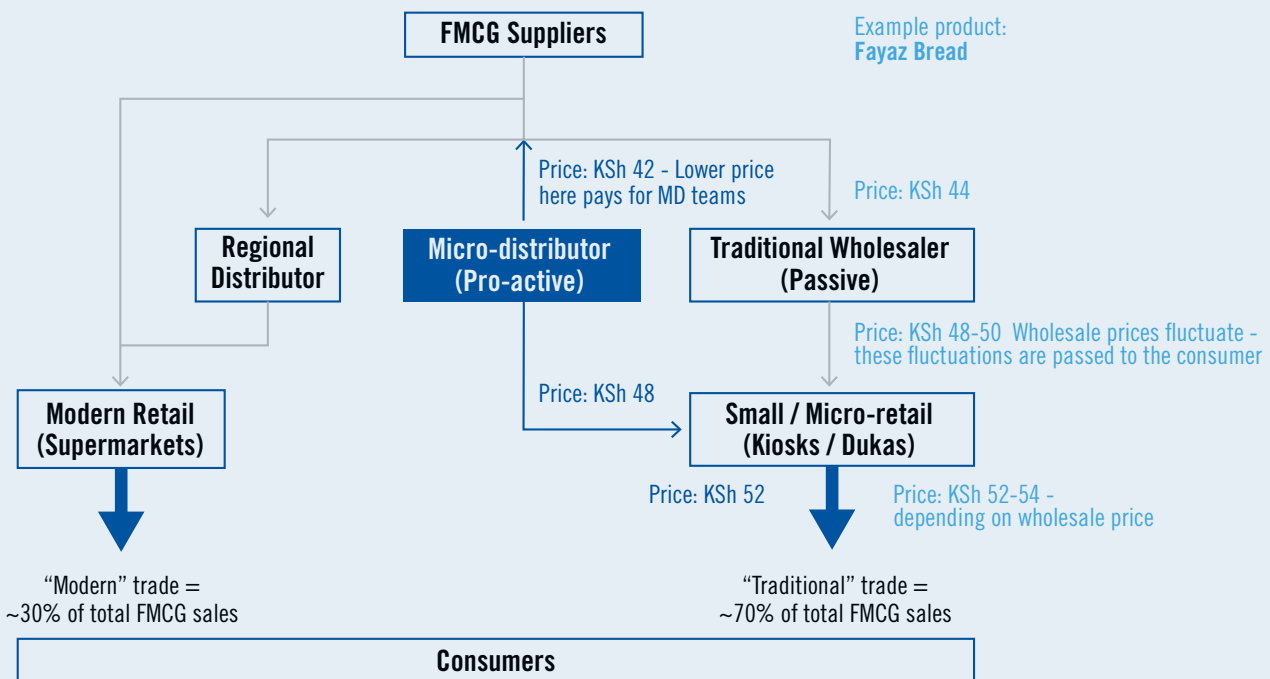 FMCG Suppliers
Example product:
Fayaz Bread
Price: KSh 42 - Lower price
here pays for MD teams
Price: KSh 44
Regional
Distributor
Micro-distributor
(Pro-active)
Traditional Wholesaler
(Passive)
Price: KSh 48-50  Wholesale prices fluctuate -
these fluctuations are passed to the consumer
Price: KSh 48
Modern Retail
(Supermarkets)
Small / Micro-retail
(Kiosks / Dukas)
Price: KSh 52
Price: KSh 52-54 -
depending on wholesale price
“Modern” trade =
~30% of total FMCG sales
“Traditional” trade =
~70% of total FMCG sales
Consumers